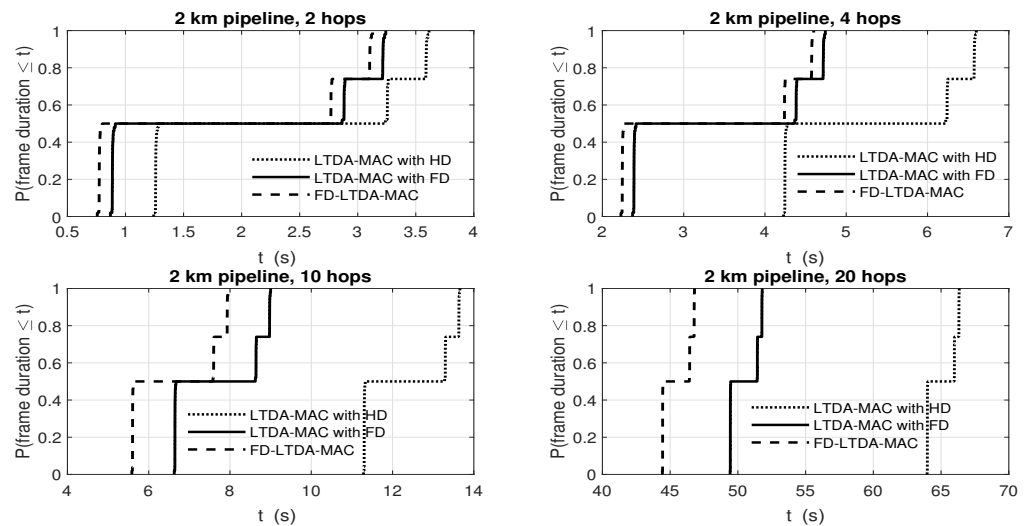 2 km pipeline, 2 hops
P(frame duration ≤ t)
1
0.8
0.6
0.4
0.2
0
LTDA-MAC with HD
LTDA-MAC with FD
FD-LTDA-MAC
0.5 1 1.5 2 2.5 3 3.5 4
t (s)
2 km pipeline, 4 hops
P(frame duration ≤ t)
1
0.8
0.6
0.4
0.2
0
LTDA-MAC with HD
LTDA-MAC with FD
FD-LTDA-MAC
2 3 4 5 6 7
t (s)
2 km pipeline, 10 hops
P(frame duration ≤ t)
1
0.8
0.6
0.4
0.2
0
LTDA-MAC with HD
LTDA-MAC with FD
FD-LTDA-MAC
4 6 8 10 12 14
t (s)
2 km pipeline, 20 hops
P(frame duration ≤ t)
1
0.8
0.6
0.4
0.2
0
LTDA-MAC with HD
LTDA-MAC with FD
FD-LTDA-MAC
40 45 50 55 60 65 70
t (s)